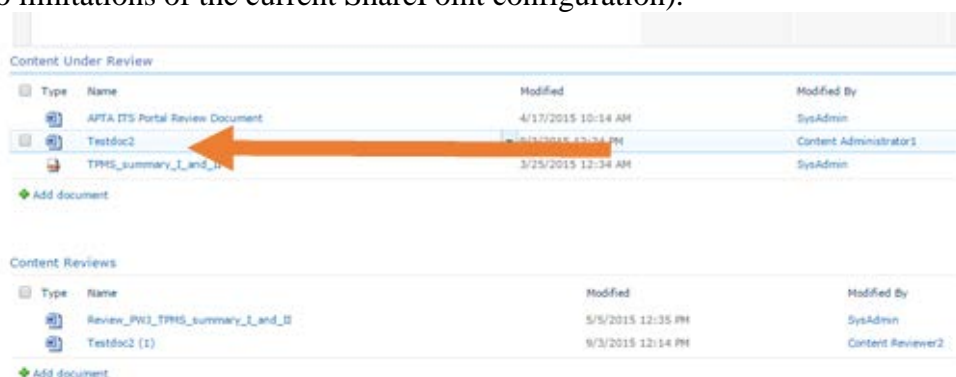 limitations of the current SharePoint configuration).
Content Under Review
Type Name Modified Modified By
APTA ITS Portal Review Document 4/17/2015 10:14 AM SysAdmin
Testdoc2 PM Content Administrator1
TPMS_summary_I_and_II 3/25/2015 12:34 AM SysAdmin
Add document
Content Reviews
Type Name Modified Modified By
Review_PWJ_TPMS_summary_I_and_II 5/5/2015 12:35 PM SysAdmin
Testdoc2 (1) 9/3/2015 12:14 PM Content Reviewer2
Add document